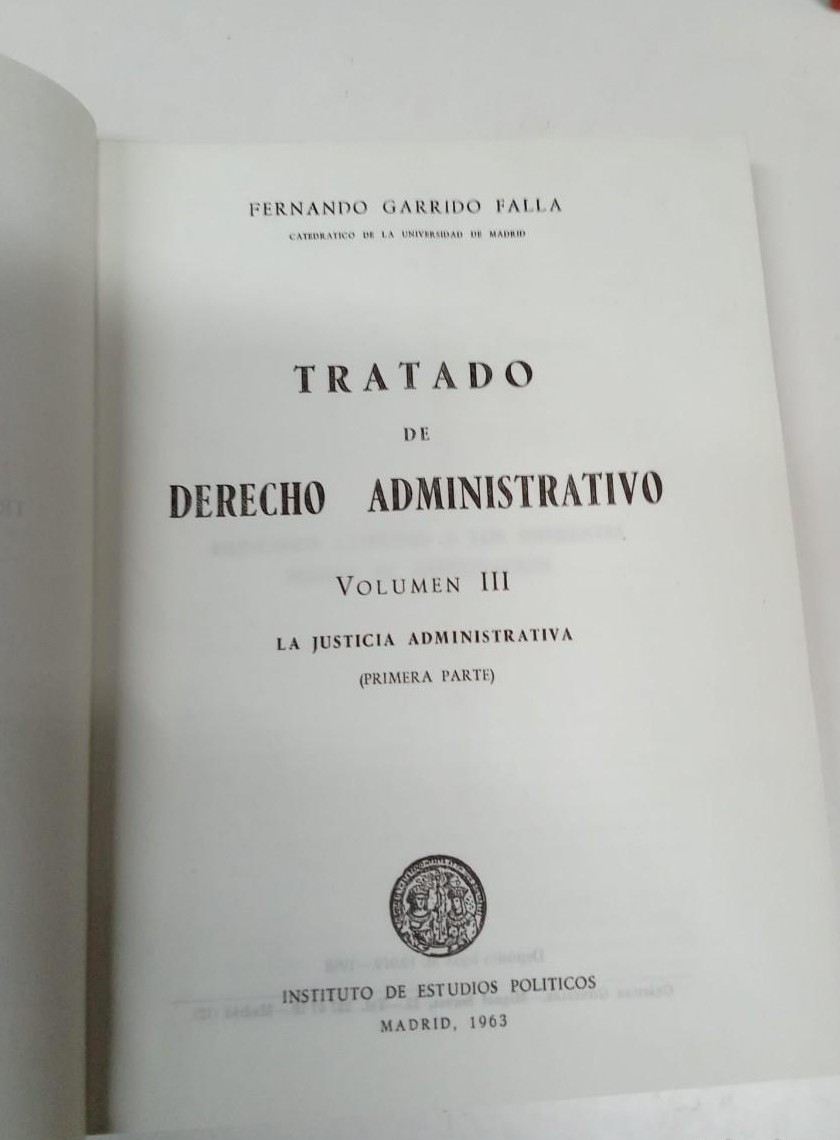 FERNANDO GARRIDO FALLA
CATEDRATICO DE LA UNIVERSIDAD DE MADRID
TRATADO
DE
DERECHO ADMINISTRATIVO
VOLUMEN III
LA JUSTICIA ADMINISTRATIVA
(PRIMERA PARTE)
INSTITUTO DE ESTUDIOS POLITICOS
MADRID, 1963